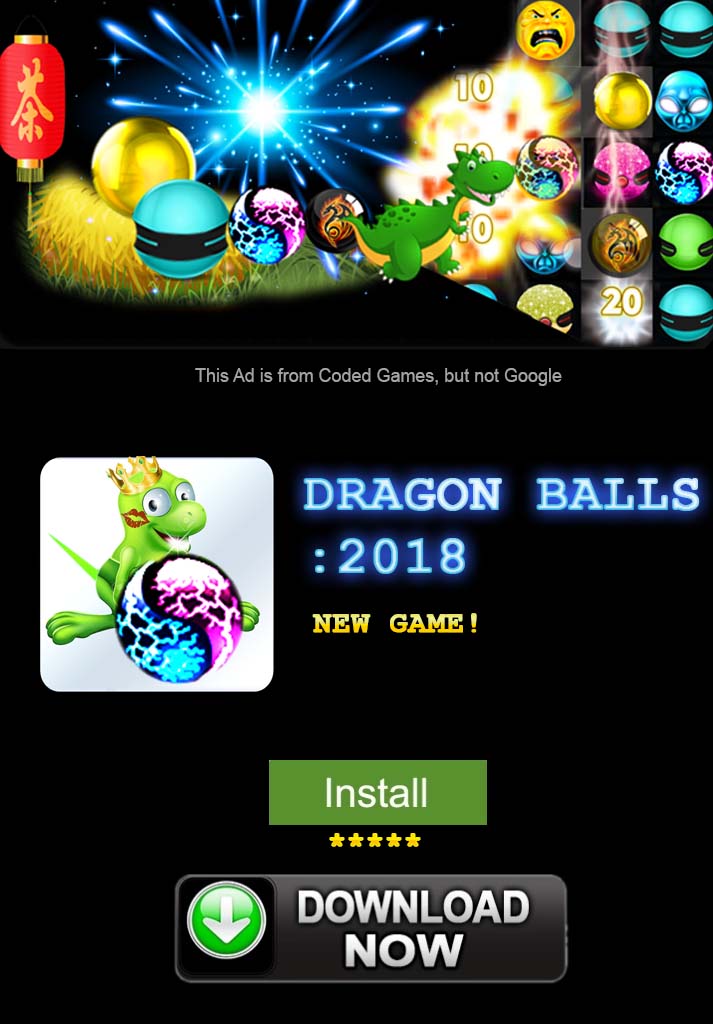 茶
10
10
10
20
This Ad is from Coded Games, but not Google
DRAGON BALLS
:2018
NEW GAME!
Install
*****
DOWNLOAD
NOW